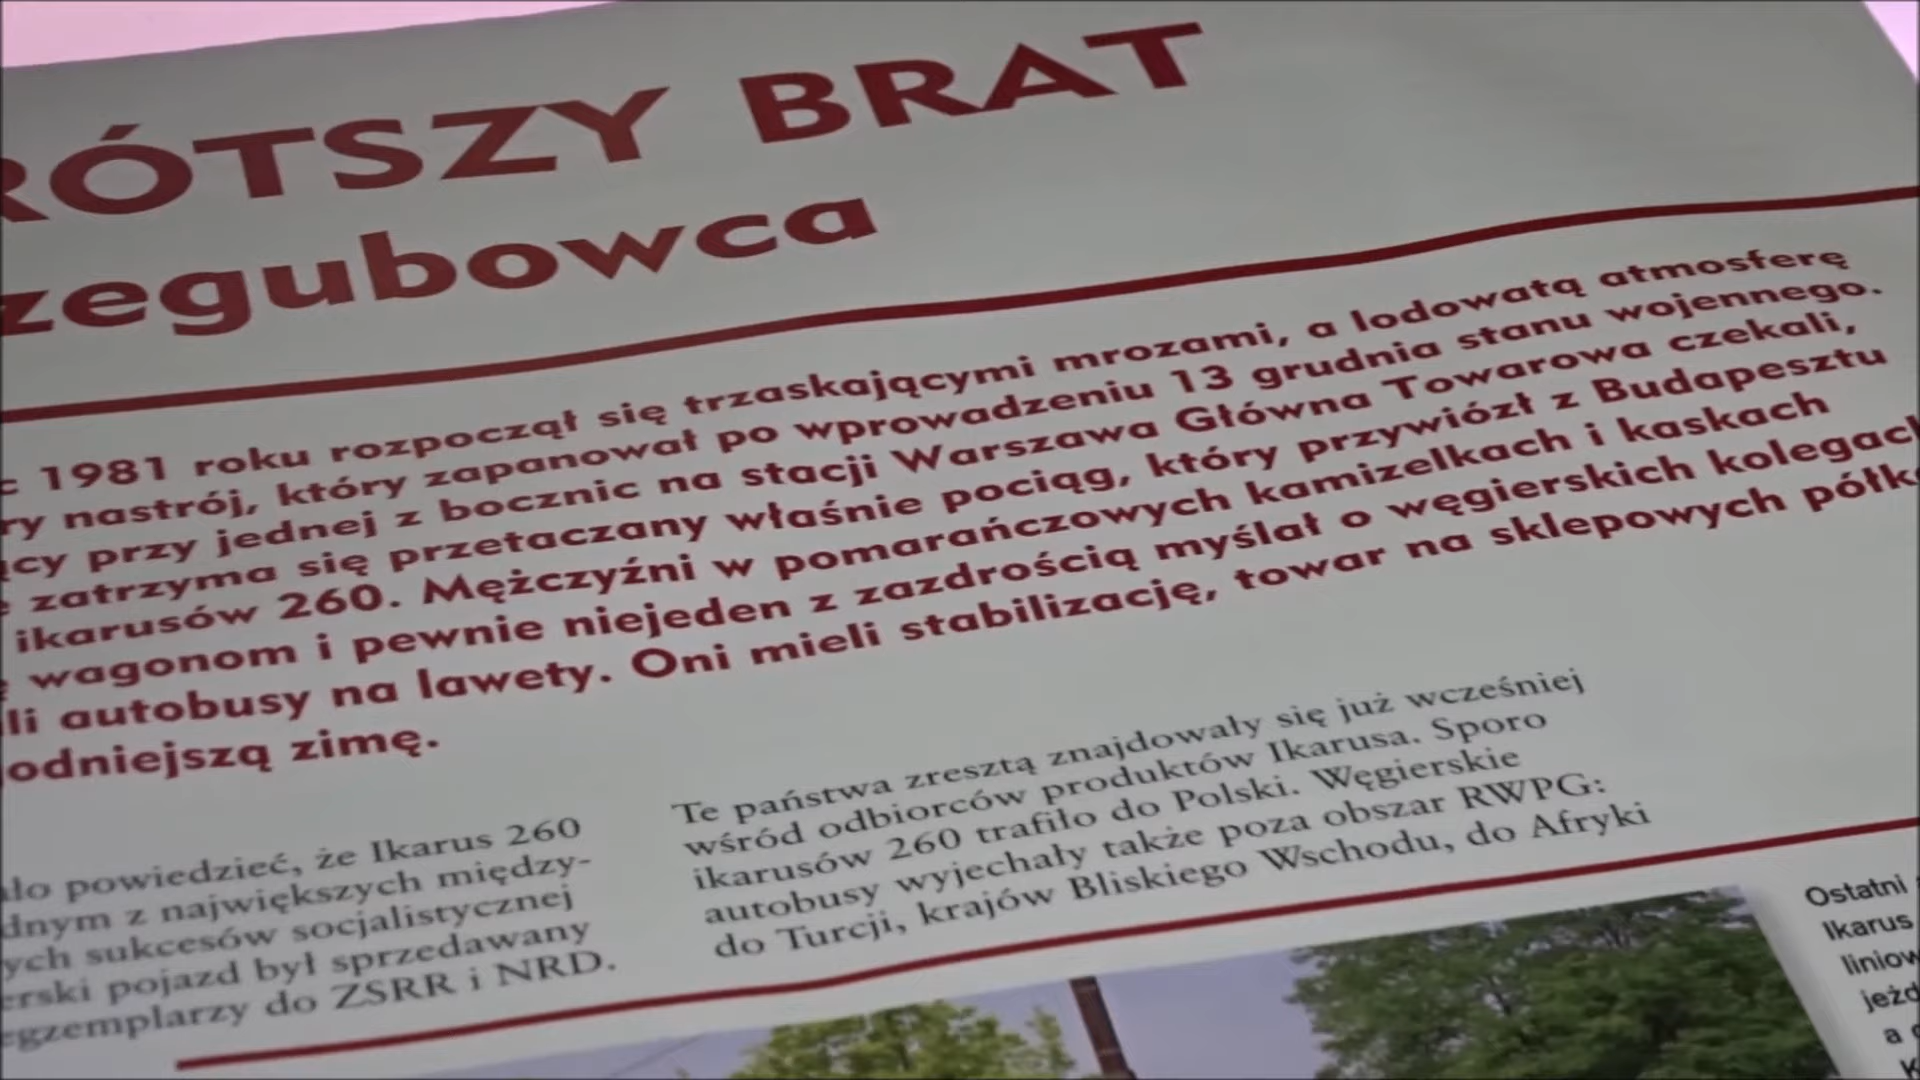 RÓTSZY BRAT
zegubowca
1981 roku rozpoczął się trzaskającymi mrozami, a lodowatą atmosferę
ry nastrój, który zapanował po wprowadzeniu 13 grudnia stanu wojennego.
ący przy jednej z bocznic na stacji Warszawa Główna Towarowa czekali,
zatrzyma się przetaczany właśnie pociąg, który przywiózł z Budapesztu
ikarusów 260. Mężczyźni w pomarańczowych kamizelkach i kaskach
wagonom i pewnie niejeden z zazdrością myślał o węgierskich kolegach
li autobusy na lawety. Oni mieli stabilizację, towar na sklepowych półk
odniejszą zimę.
ało powiedzieć, że Ikarus 260
dnym z największych między-
ych sukcesów socjalistycznej
erski pojazd był sprzedawany
egzemplarzy do ZSRR i NRD.
Te państwa zresztą znajdowały się już wcześniej
wśród odbiorców produktów Ikarusa. Sporo
ikarusów 260 trafiło do Polski. Węgierskie
autobusy wyjechały także poza obszar RWPG:
do Turcji, krajów Bliskiego Wschodu, do Afryki
Ostatni
Ikarus
liniow
jeżd
a
K